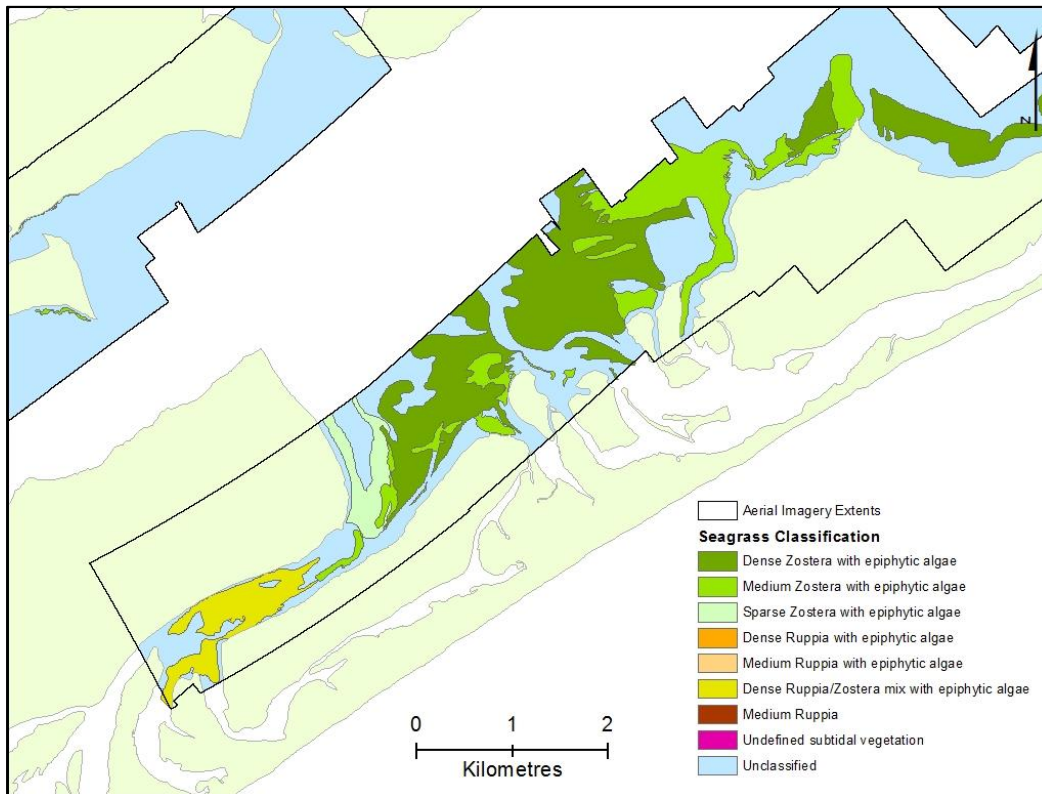 N
Aerial Imagery Extents
Seagrass Classification
Dense Zostera with epiphytic algae
Medium Zostera with epiphytic algae
Sparse Zostera with epiphytic algae
Dense Ruppia with epiphytic algae
Medium Ruppia with epiphytic algae
Dense Ruppia/Zostera mix with epiphytic algae
Medium Ruppia
Undefined subtidal vegetation
Unclassified
0 1 2
Kilometres